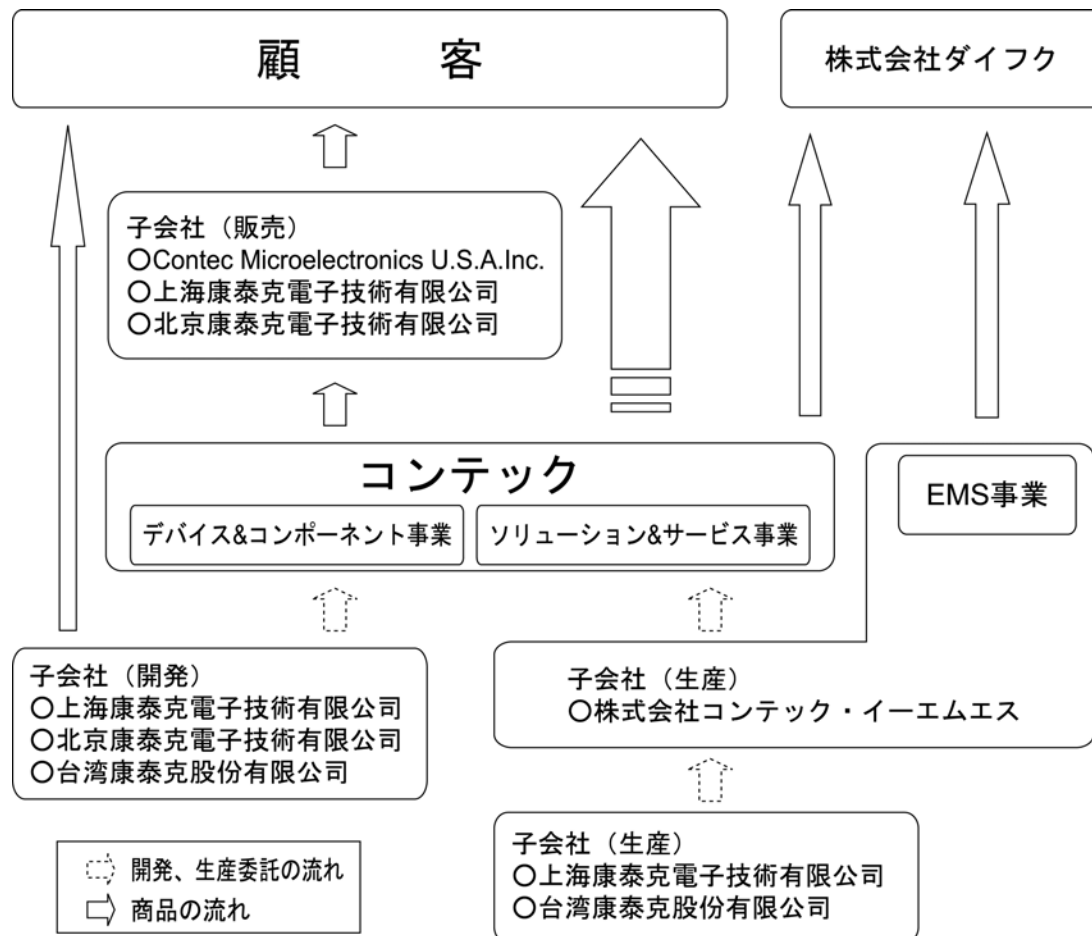 顧客
株式会社ダイフク
子会社（販売）
○Contec Microelectronics U.S.A.Inc.
○上海康泰克電子技術有限公司
○北京康泰克電子技術有限公司
コンテック
デバイス&コンポーネント事業
ソリューション&サービス事業
EMS事業
子会社（開発）
○上海康泰克電子技術有限公司
○北京康泰克電子技術有限公司
○台湾康泰克股份有限公司
子会社（生産）
○株式会社コンテック・イーエムエス
子会社（生産）
○上海康泰克電子技術有限公司
○台湾康泰克股份有限公司
開発、生産委託の流れ
商品の流れ